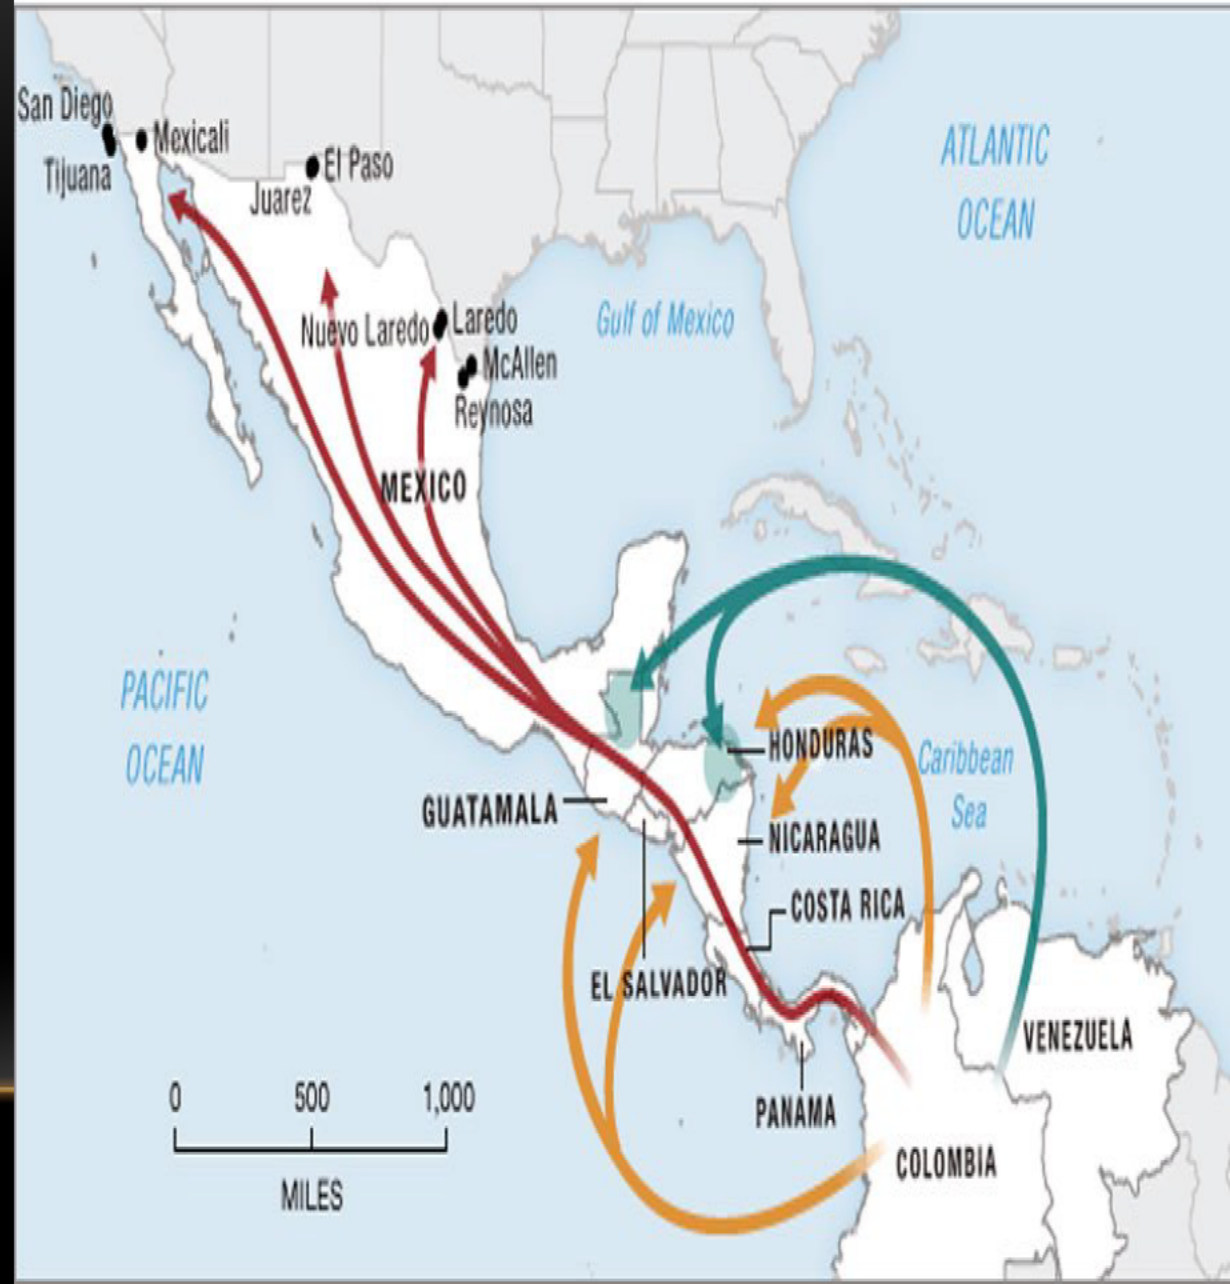 San Diego
Mexicali
Tijuana
El Paso
Juarez
ATLANTIC
OCEAN
Nuevo Laredo
Laredo
Gulf of Mexico
McAllen
Reynosa
MEXICO
PACIFIC
OCEAN
HONDURAS
Caribbean
Sea
GUATAMALA
NICARAGUA
COSTA RICA
EL SALVADOR
VENEZUELA
PANAMA
COLOMBIA
0 500 1,000
MILES